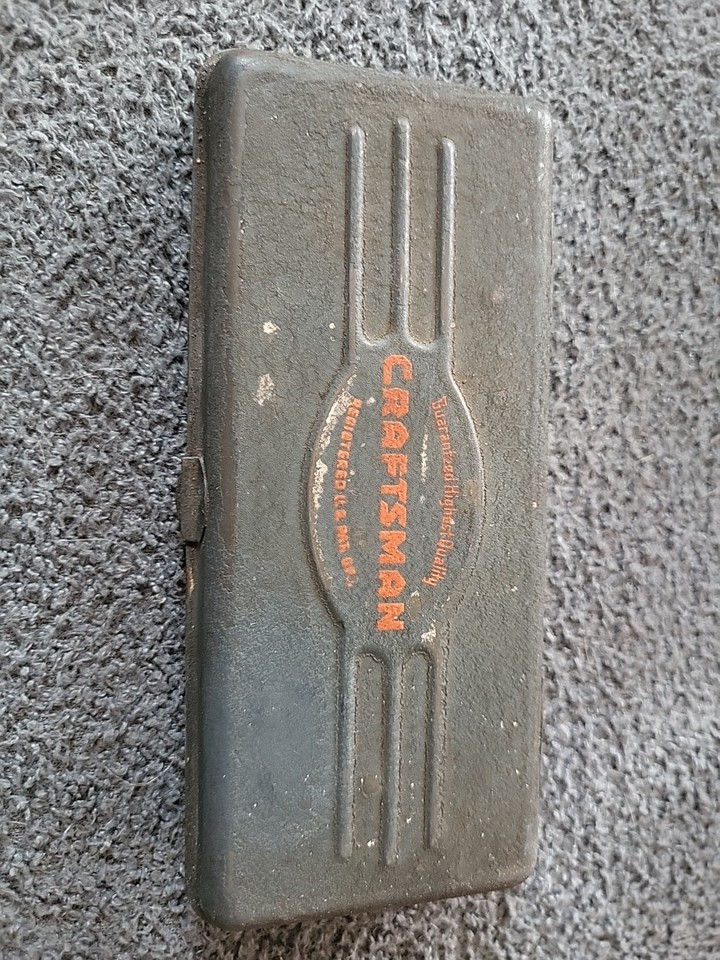 Guaranteed Highest Quality
CRAFTSMAN
REGISTERED U.S. PAT. OFF.